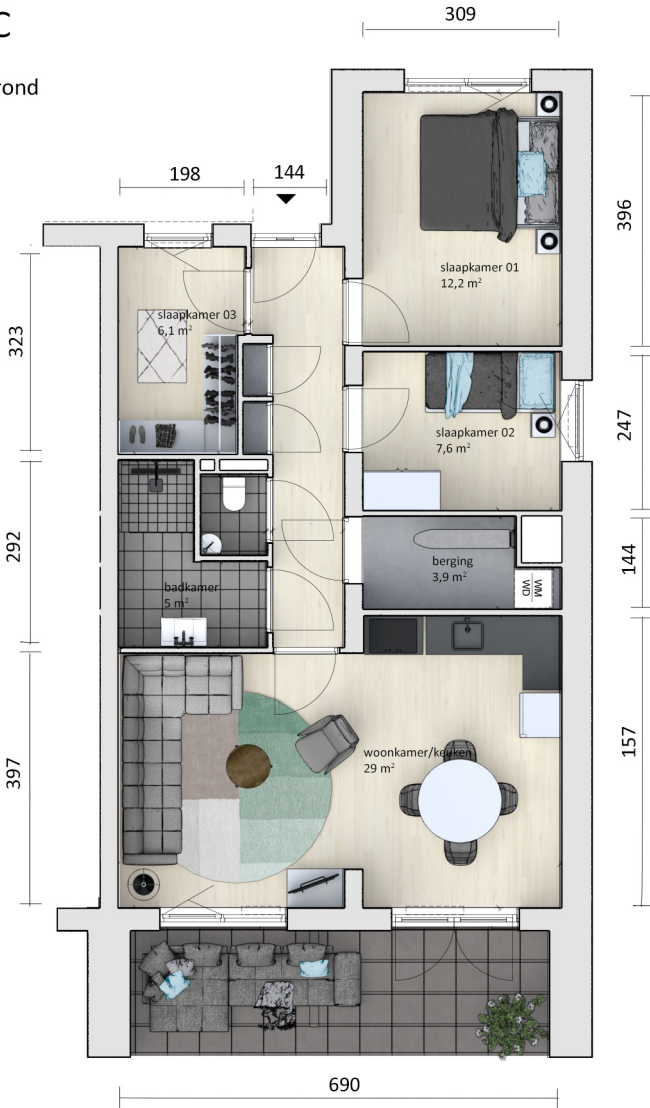 C
rond
309
198
144
396
slaapkamer 01
12,2 m²
323
slaapkamer 03
6,1 m²
247
slaapkamer 02
7,6 m²
292
144
berging
3,9 m²
WM
WD
badkamer
5 m²
397
157
woonkamer/keuken
29 m²
690